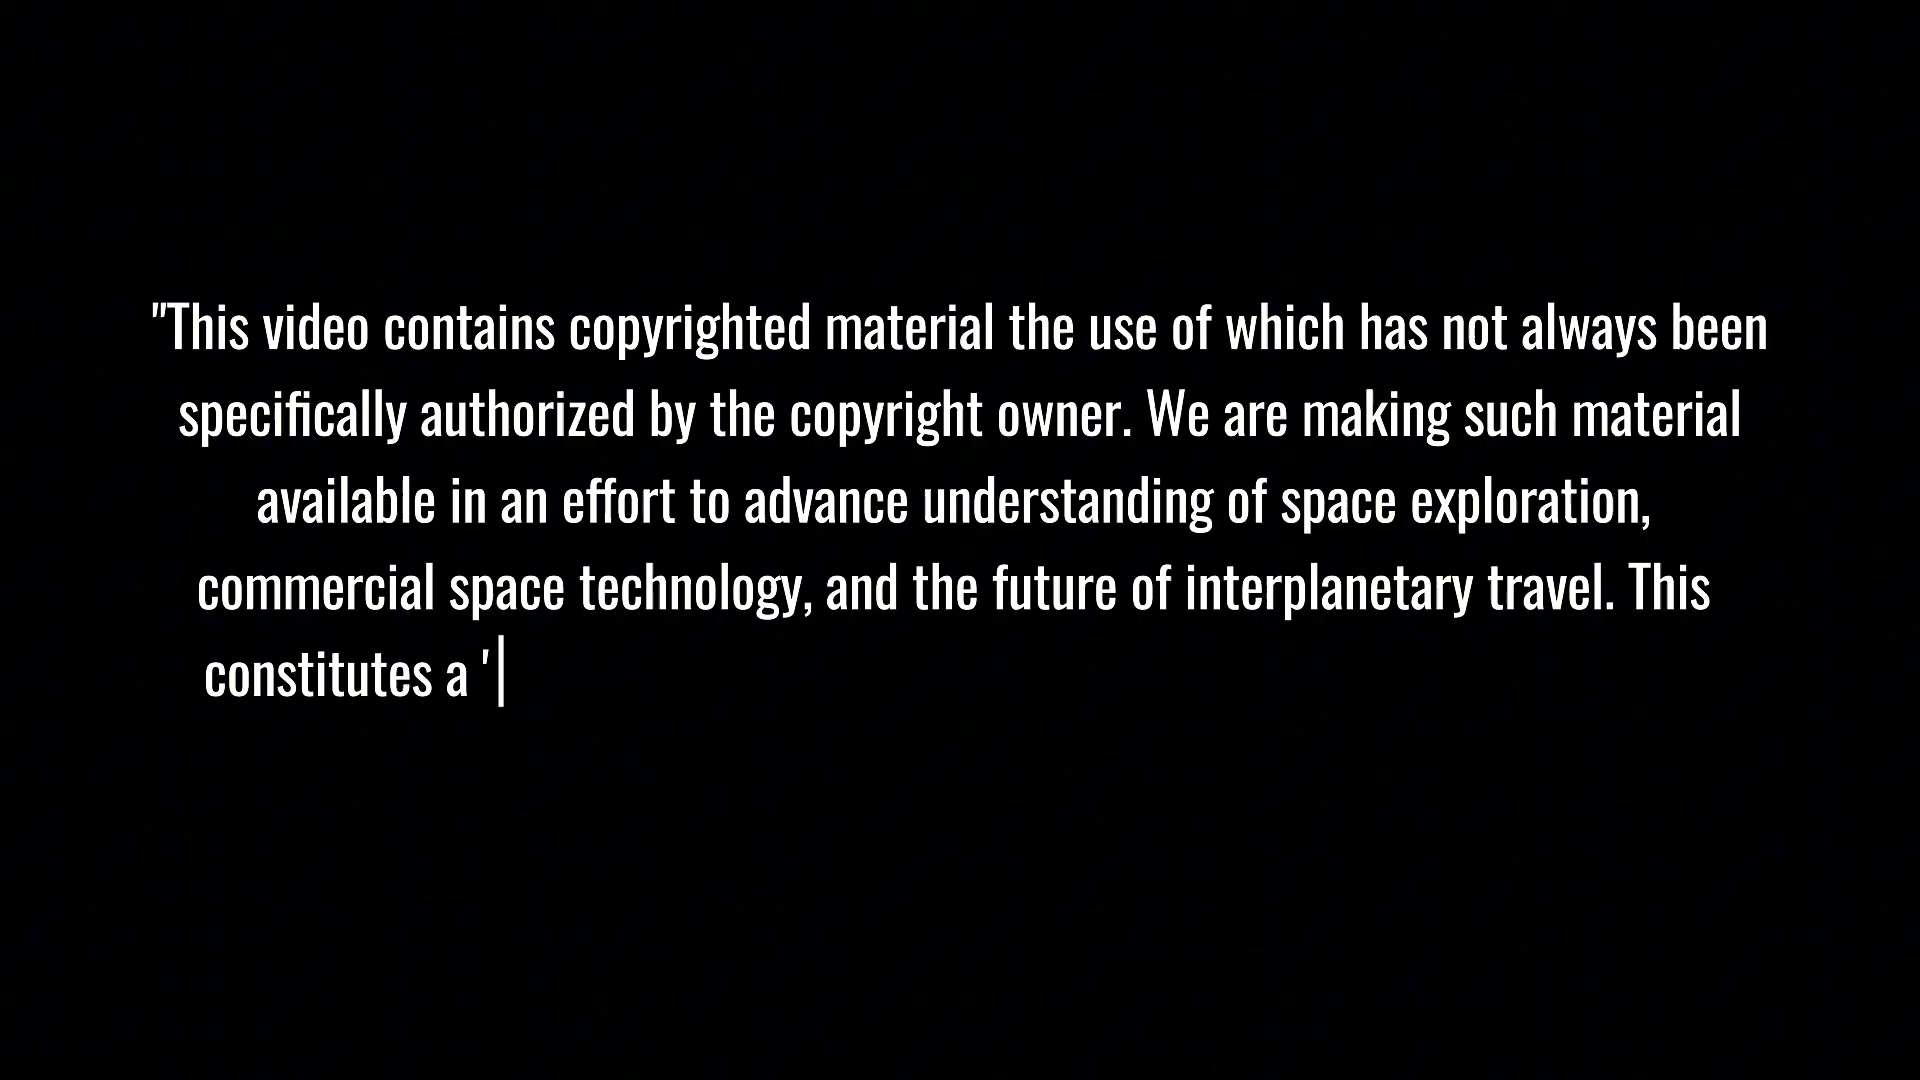 "This video contains copyrighted material the use of which has not always been
specifically authorized by the copyright owner. We are making such material
available in an effort to advance understanding of space exploration,
commercial space technology, and the future of interplanetary travel. This
constitutes a '